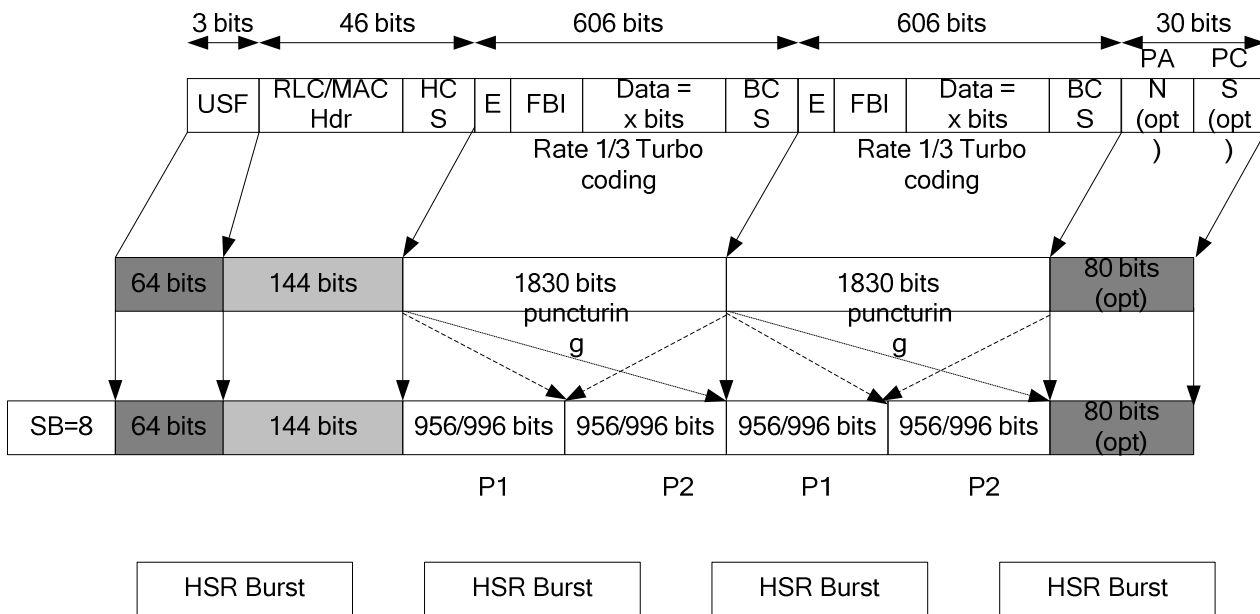 3 bits 46 bits 606 bits 606 bits 30 bits
USF
RLC/MAC
Hdr
HC
S
E
FBI
Data =
x bits
BC
S
E
FBI
Data =
x bits
BC
S
PA
N
(opt
)
PC
S
(opt
)
Rate 1/3 Turbo
coding
Rate 1/3 Turbo
coding
64 bits
144 bits
1830 bits
puncturin
g
1830 bits
puncturin
g
80 bits
(opt)
SB=8
64 bits
144 bits
956/996 bits
956/996 bits
956/996 bits
956/996 bits
80 bits
(opt)
P1 P2 P1 P2
HSR Burst HSR Burst HSR Burst HSR Burst